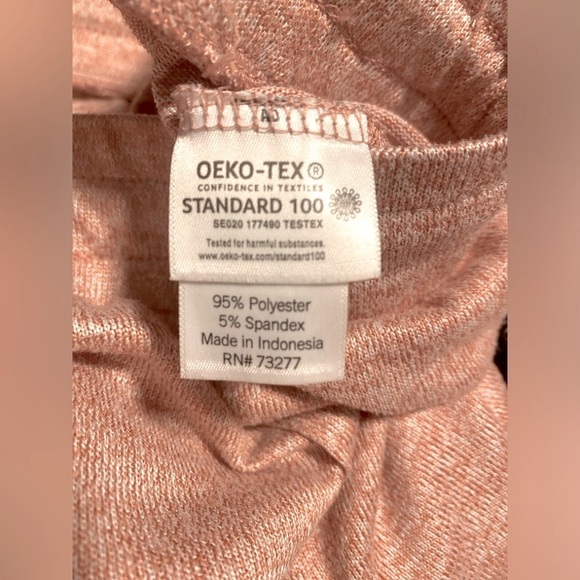 OEKO-TEX®
CONFIDENCE IN TEXTILES
STANDARD 100
SE020 177490 TESTEX
Tested for harmful substances.
www.oeko-tex.com/standard100
95% Polyester
5% Spandex
Made in Indonesia
RN# 73277